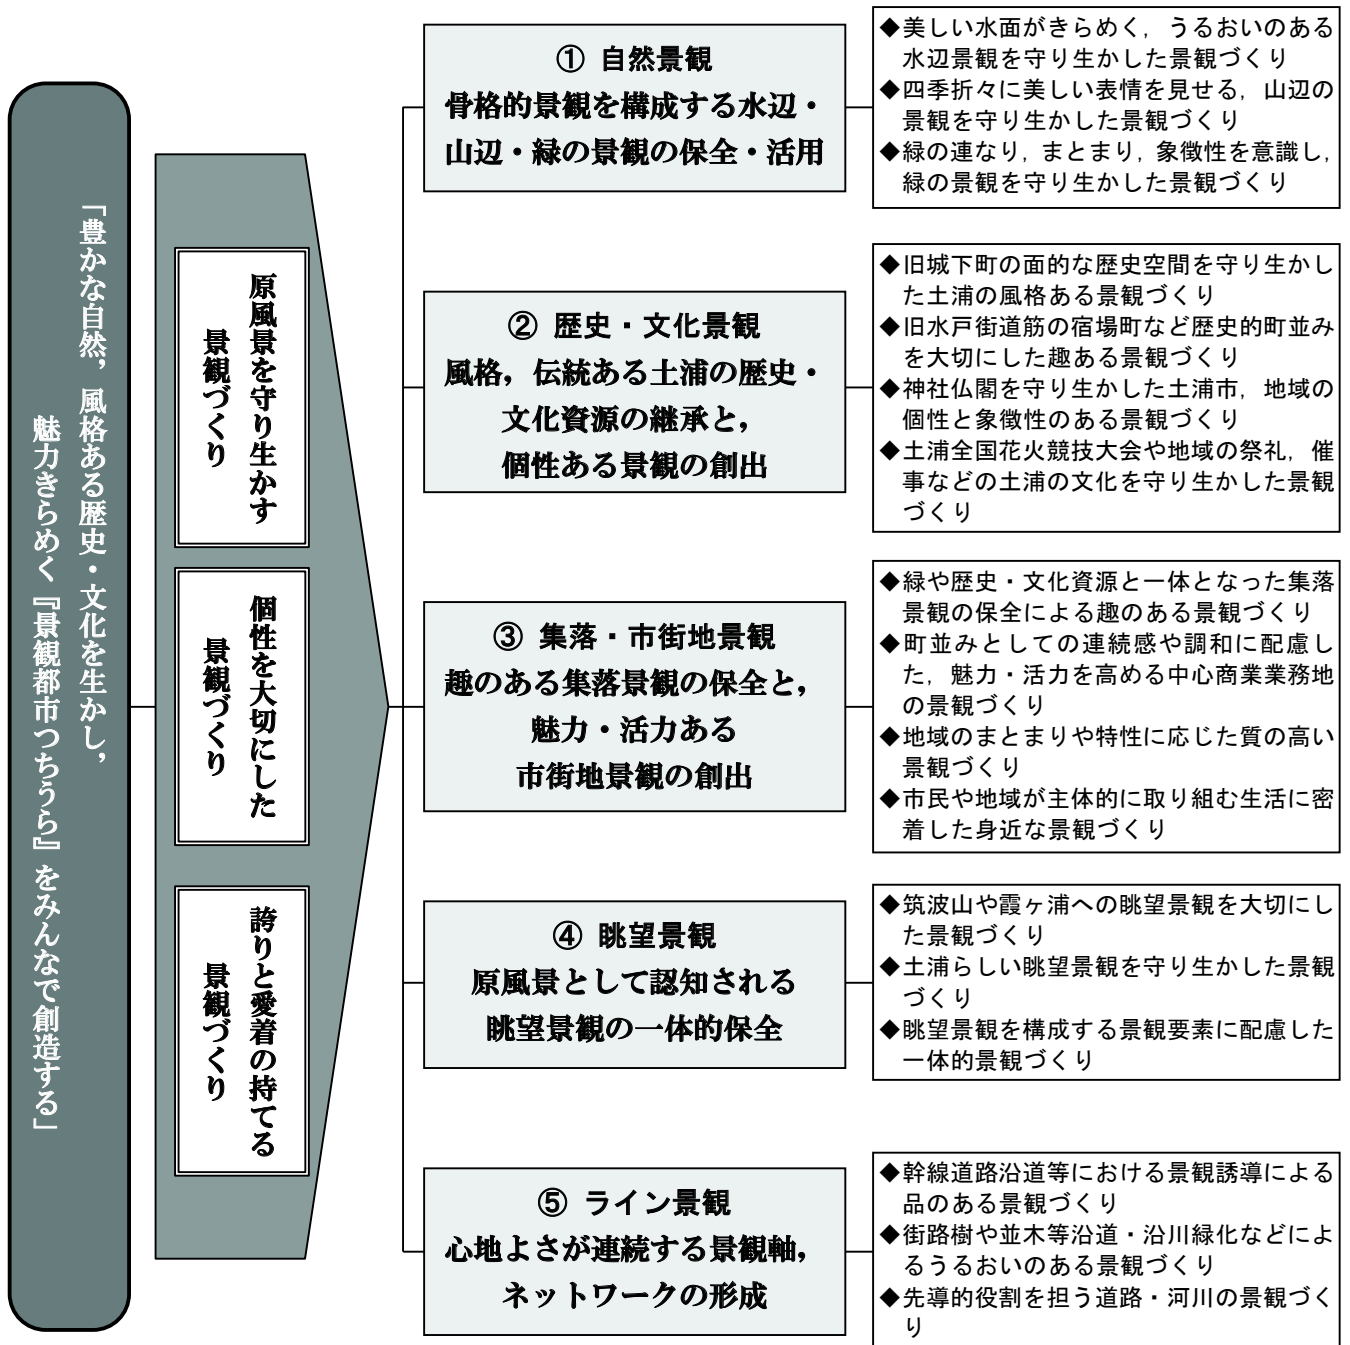 「豊かな自然，風格ある歴史・文化を生かし，
魅力きらめく『景観都市つちうら』をみんなで創造する」
原風景を守り生かす
景観づくり
個性を大切にした
景観づくり
誇りと愛着の持てる
景観づくり
① 自然景観
骨格的景観を構成する水辺・
山辺・緑の景観の保全・活用
◆美しい水面がきらめく，うるおいのある
水辺景観を守り生かした景観づくり
◆四季折々に美しい表情を見せる，山辺の
景観を守り生かした景観づくり
◆緑の連なり，まとまり，象徴性を意識し，
緑の景観を守り生かした景観づくり
② 歴史・文化景観
風格，伝統ある土浦の歴史・
文化資源の継承と，
個性ある景観の創出
◆旧城下町の面的な歴史空間を守り生かし
た土浦の風格ある景観づくり
◆旧水戸街道筋の宿場町など歴史的町並み
を大切にした趣ある景観づくり
◆神社仏閣を守り生かした土浦市，地域の
個性と象徴性のある景観づくり
◆土浦全国花火競技大会や地域の祭礼，催
事などの土浦の文化を守り生かした景観
づくり
③ 集落・市街地景観
趣のある集落景観の保全と，
魅力・活力ある
市街地景観の創出
◆緑や歴史・文化資源と一体となった集落
景観の保全による趣のある景観づくり
◆町並みとしての連続感や調和に配慮し
た，魅力・活力を高める中心商業業務地
の景観づくり
◆地域のまとまりや特性に応じた質の高い
景観づくり
◆市民や地域が主体的に取り組む生活に密
着した身近な景観づくり
④ 眺望景観
原風景として認知される
眺望景観の一体的保全
◆筑波山や霞ヶ浦への眺望景観を大切にし
た景観づくり
◆土浦らしい眺望景観を守り生かした景観
づくり
◆眺望景観を構成する景観要素に配慮した
一体的景観づくり
⑤ ライン景観
心地よさが連続する景観軸，
ネットワークの形成
◆幹線道路沿道等における景観誘導による
品のある景観づくり
◆街路樹や並木等沿道・沿川緑化などによ
るうるおいのある景観づくり
◆先導的役割を担う道路・河川の景観づく
り